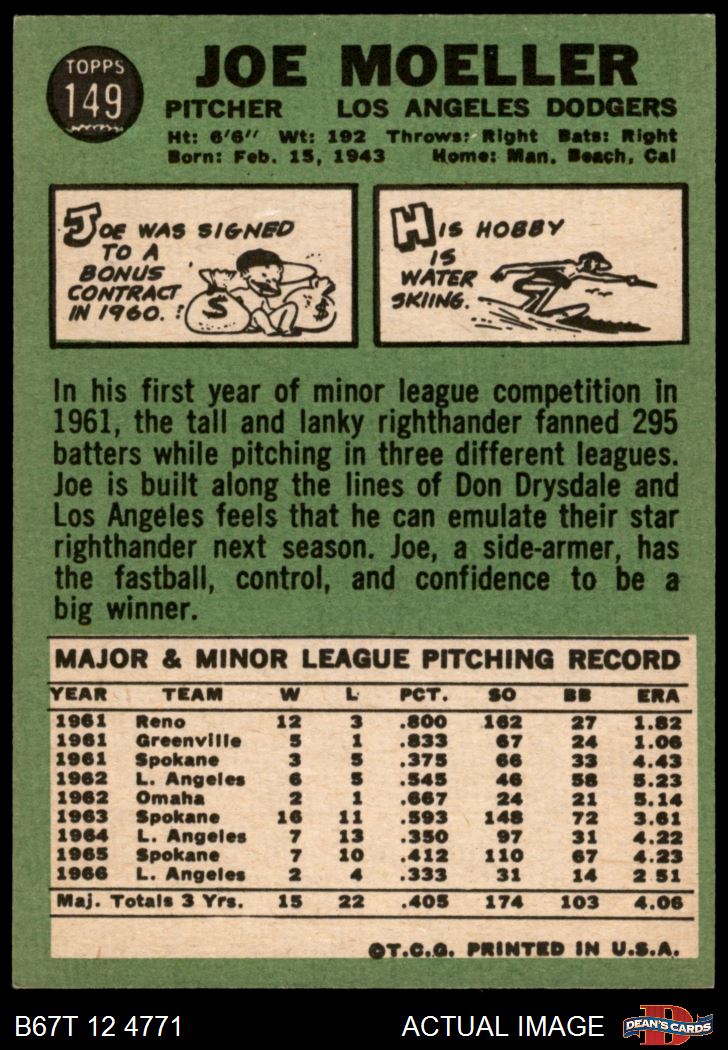 TOPPS
149
JOE MOELLER
PITCHER LOS ANGELES DODGERS
Ht: 6'6" Wt: 192 Throws: Right Bats: Right
Born: Feb. 15, 1943 Home: Man. Beach, Cal
JOE WAS SIGNED
TO A
BONUS
CONTRACT
IN 1960.
$ $
HIS HOBBY
IS
WATER
SKIING.
In his first year of minor league competition in
1961, the tall and lanky righthander fanned 295
batters while pitching in three different leagues.
Joe is built along the lines of Don Drysdale and
Los Angeles feels that he can emulate their star
righthander next season. Joe, a side-armer, has
the fastball, control, and confidence to be a
big winner.
MAJOR & MINOR LEAGUE PITCHING RECORD
YEAR TEAM W L PCT. SO BB ERA
1961 Reno 12 3 .800 162 27 1.82
1961 Greenville 5 1 .833 67 24 1.06
1961 Spokane 3 5 .375 66 33 4.43
1962 L. Angeles 6 5 .545 46 58 5.23
1962 Omaha 2 1 .667 24 21 5.14
1963 Spokane 16 11 .593 148 72 3.61
1964 L. Angeles 7 13 .350 97 31 4.22
1965 Spokane 7 10 .412 110 67 4.23
1966 L. Angeles 2 4 .333 31 14 2 51
Maj. Totals 3 Yrs. 15 22 .405 174 103 4.06
©T.C.G. PRINTED IN U.S.A.
B67T 12 4771 ACTUAL IMAGE
D
DEAN'S CARDS